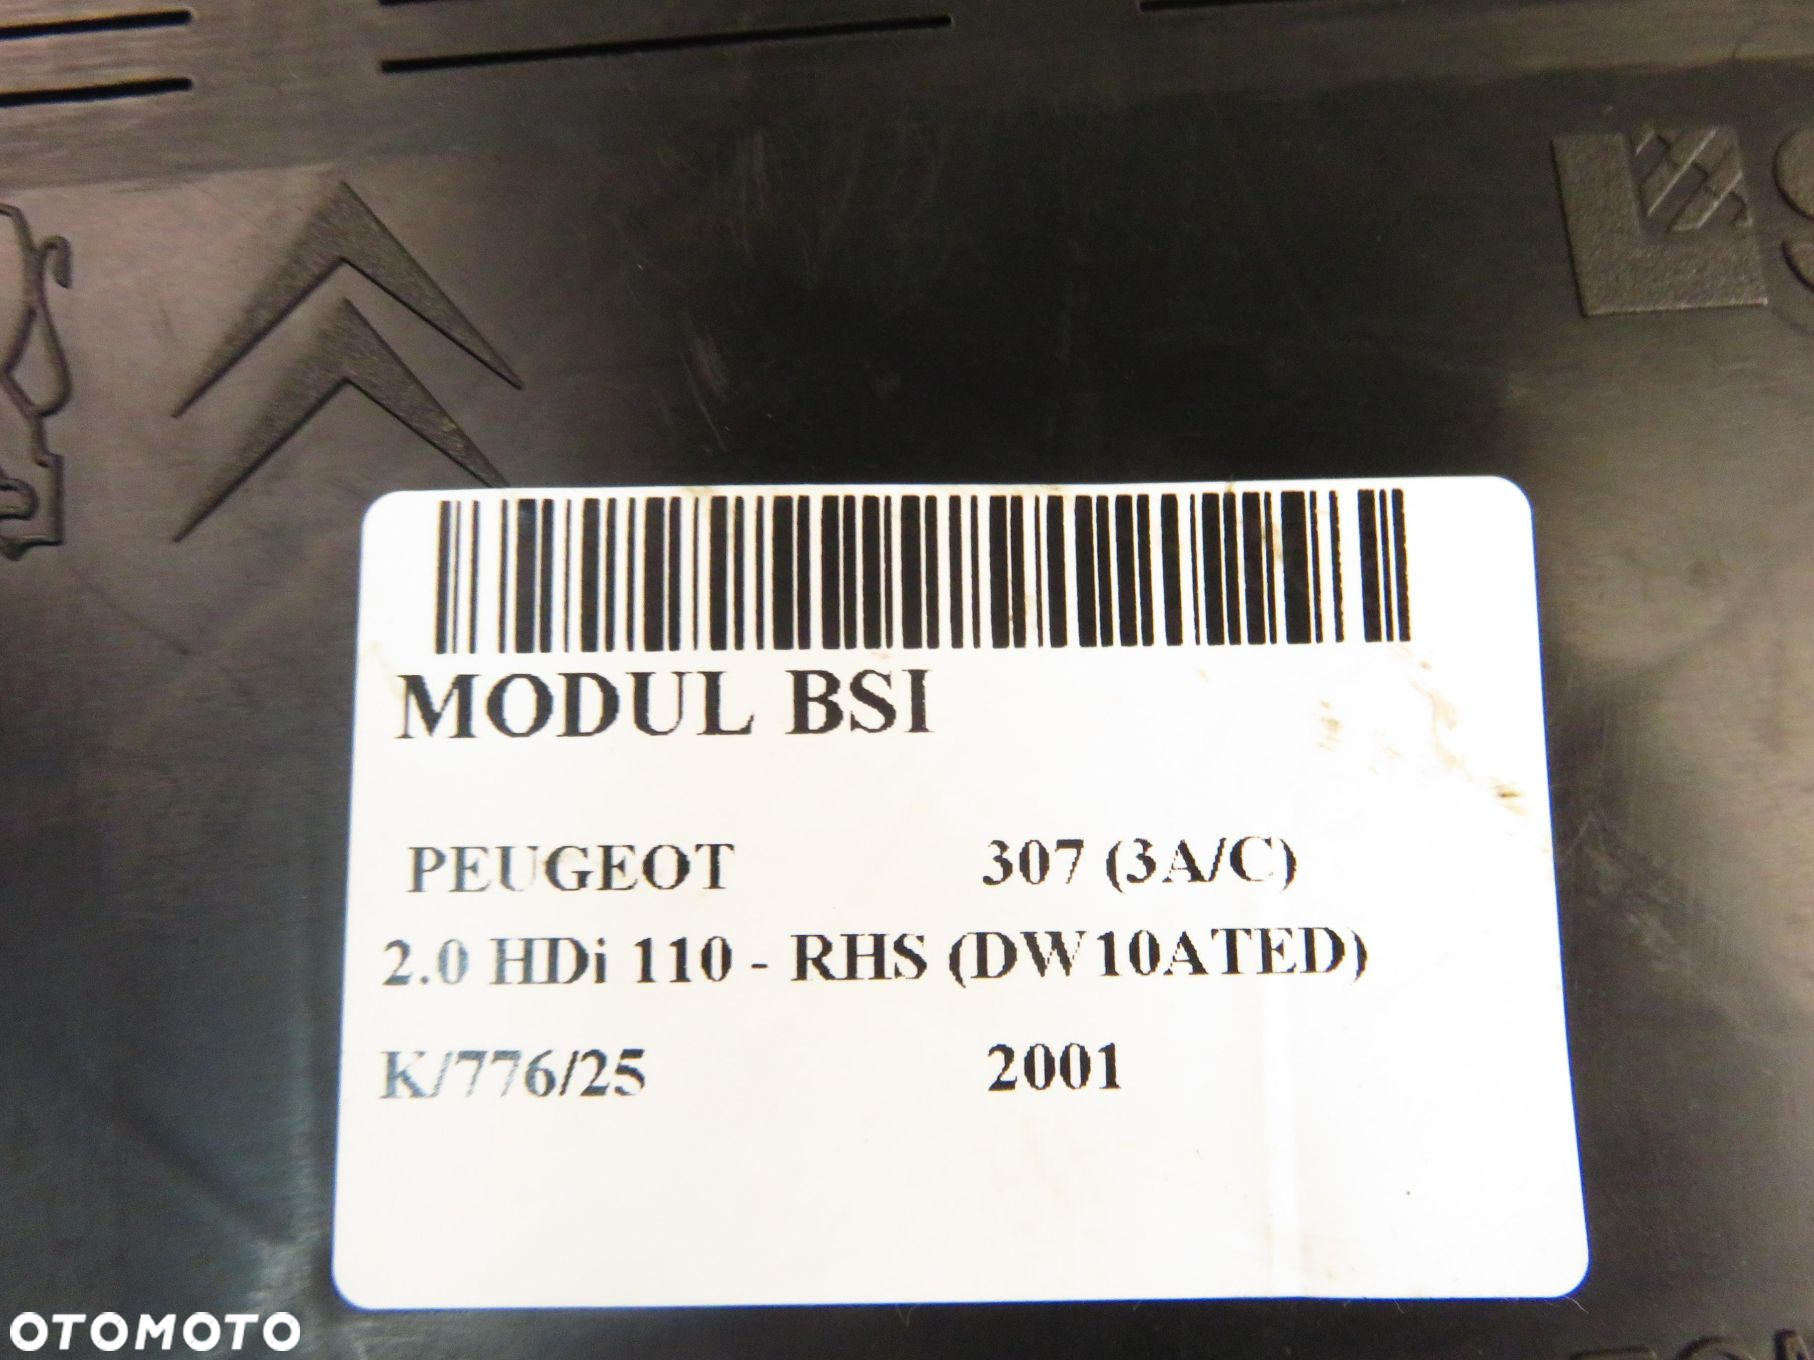 MODUL BSI
PEUGEOT 307 (3A/C)
2.0 HDi 110 - RHS (DW10ATED)
K/776/25 2001
OTOMOTO